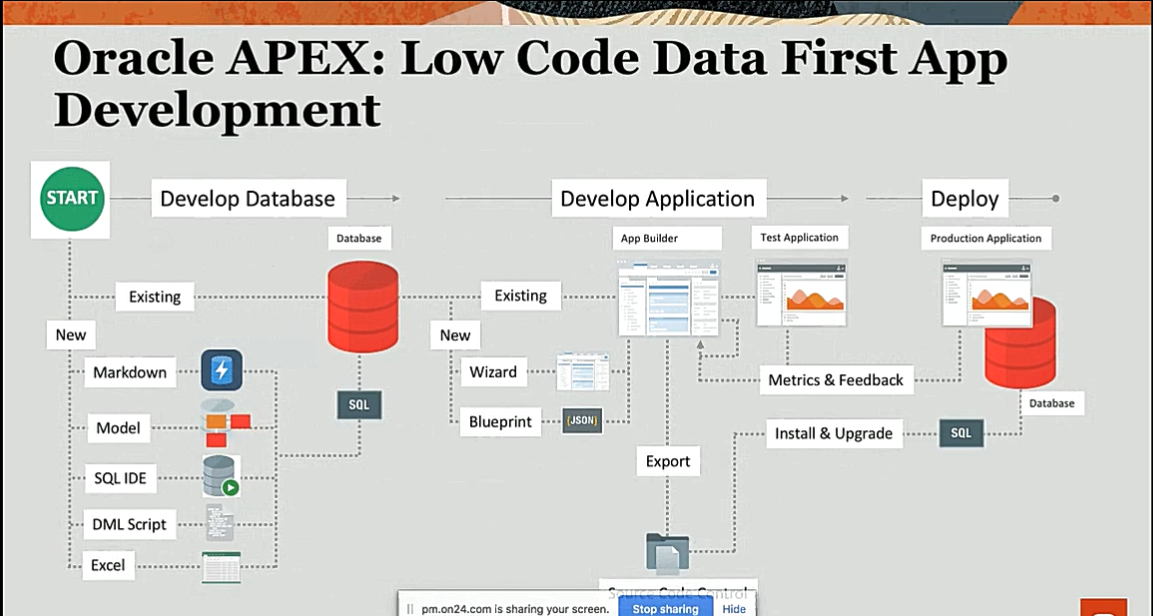 Oracle APEX: Low Code Data First App
Development
START
Develop Database
Develop Application
Deploy
Database
App Builder
Test Application
Production Application
Existing
Existing
New
New
Markdown
Wizard
Metrics & Feedback
SQL
Database
Model
Blueprint
{JSON}
Install & Upgrade
SQL
SQL IDE
Export
DML Script
Excel
Source Code Control
pm.on24.com is sharing your screen.
Stop sharing
Hide